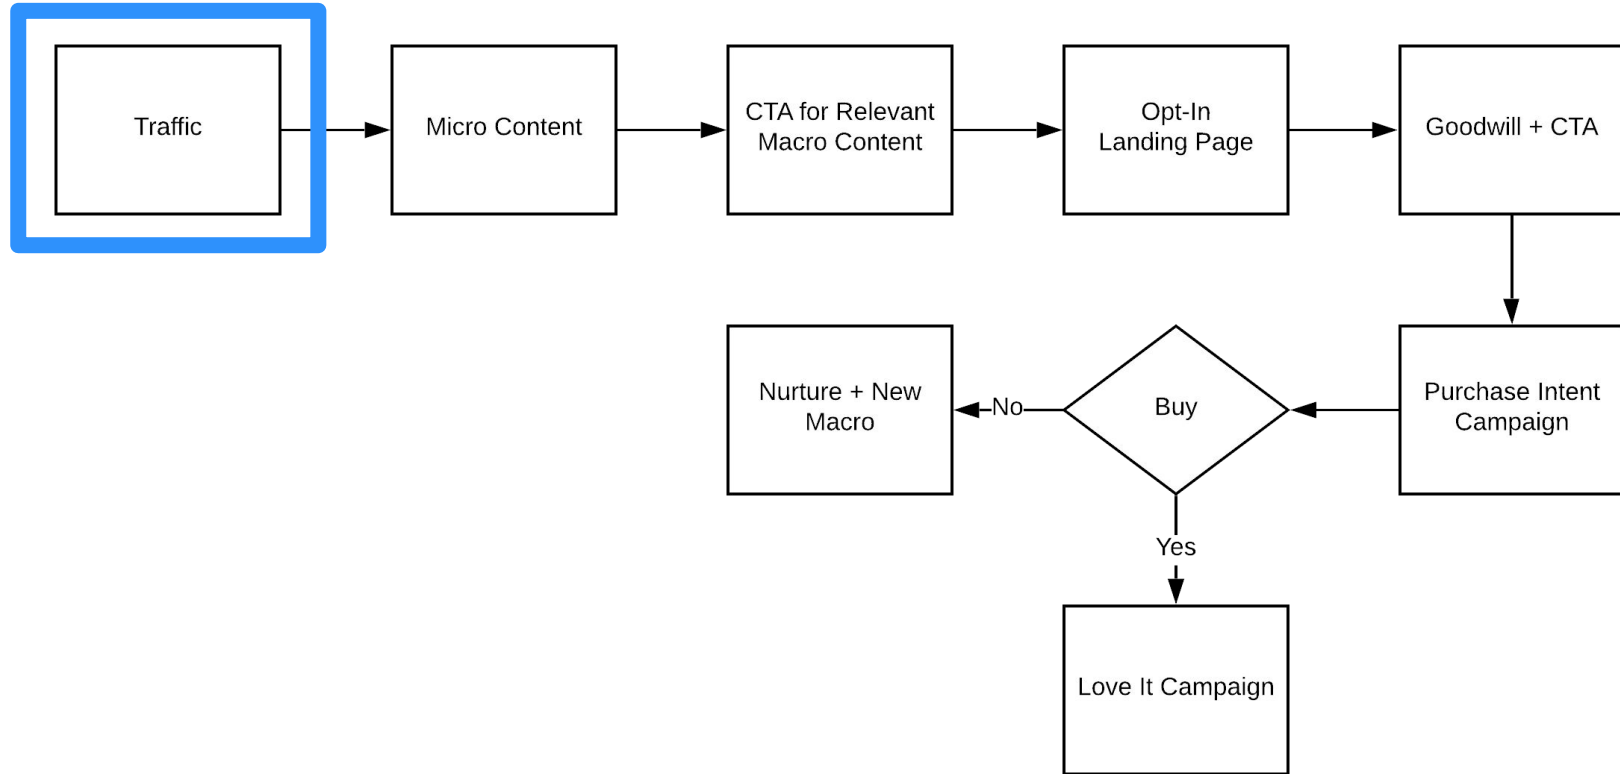 Traffic
Micro Content
CTA for Relevant
Macro Content
Opt-In
Landing Page
Goodwill + CTA
Nurture + New
Macro
No
Buy
Purchase Intent
Campaign
Yes
Love It Campaign